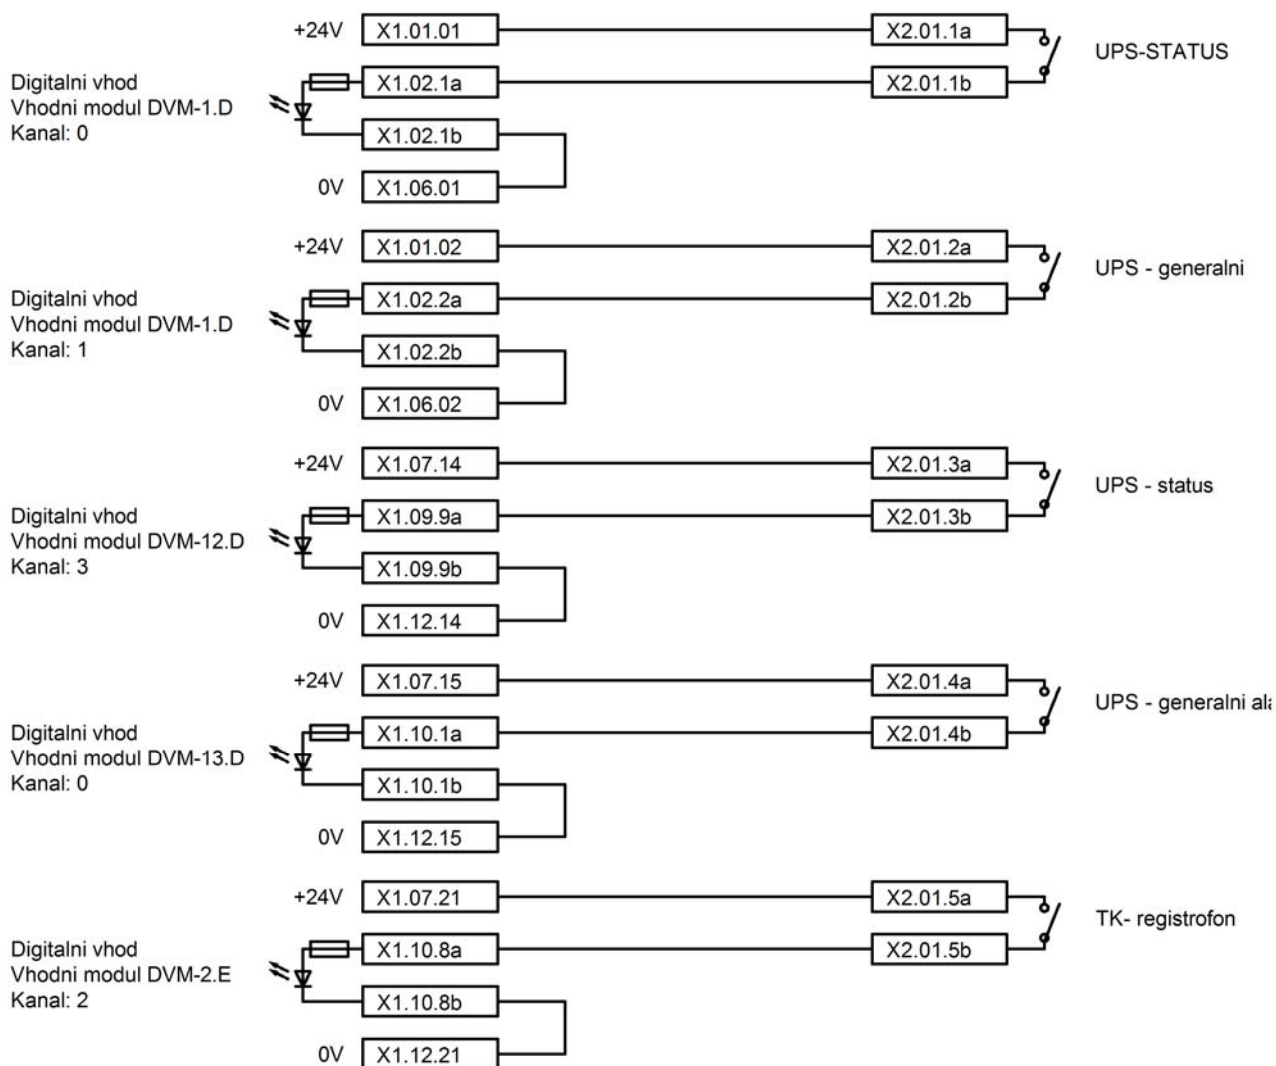 +24V X1.01.01 X2.01.1a
UPS-STATUS
Digitalni vhod
Vhodni modul DVM-1.D
Kanal: 0
X1.02.1a X2.01.1b
X1.02.1b
0V X1.06.01
+24V X1.01.02 X2.01.2a
UPS - generalni
Digitalni vhod
Vhodni modul DVM-1.D
Kanal: 1
X1.02.2a X2.01.2b
X1.02.2b
0V X1.06.02
+24V X1.07.14 X2.01.3a
UPS - status
Digitalni vhod
Vhodni modul DVM-12.D
Kanal: 3
X1.09.9a X2.01.3b
X1.09.9b
0V X1.12.14
+24V X1.07.15 X2.01.4a
UPS - generalni
Digitalni vhod
Vhodni modul DVM-13.D
Kanal: 0
X1.10.1a X2.01.4b
X1.10.1b
0V X1.12.15
+24V X1.07.21 X2.01.5a
TK- registrofon
Digitalni vhod
Vhodni modul DVM-2.E
Kanal: 2
X1.10.8a X2.01.5b
X1.10.8b
0V X1.12.21